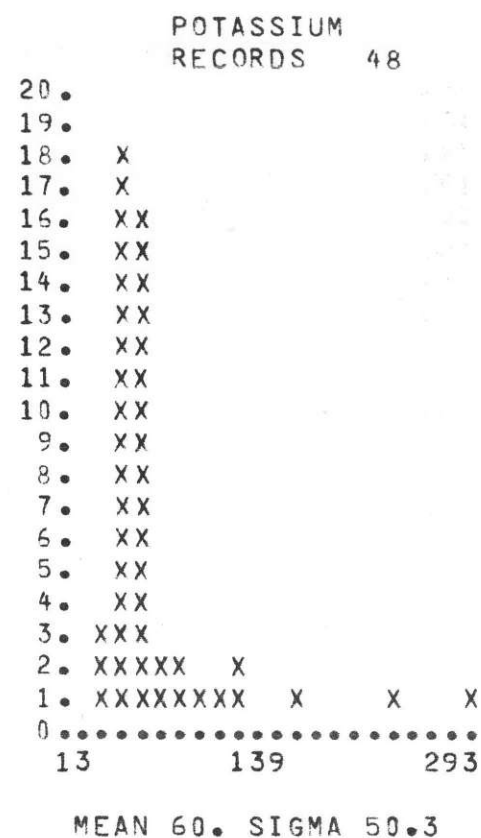 POTASSIUM
RECORDS 48
20.
19.
18. X
17. X
16. XX
15. XX
14. XX
13. XX
12. XX
11. XX
10. XX
9. XX
8. XX
7. XX
6. XX
5. XX
4. XX
3. XXX
2. XXXXX X
1. XXXXXXXX X X X
0......................
13 139 293
MEAN 60. SIGMA 50.3